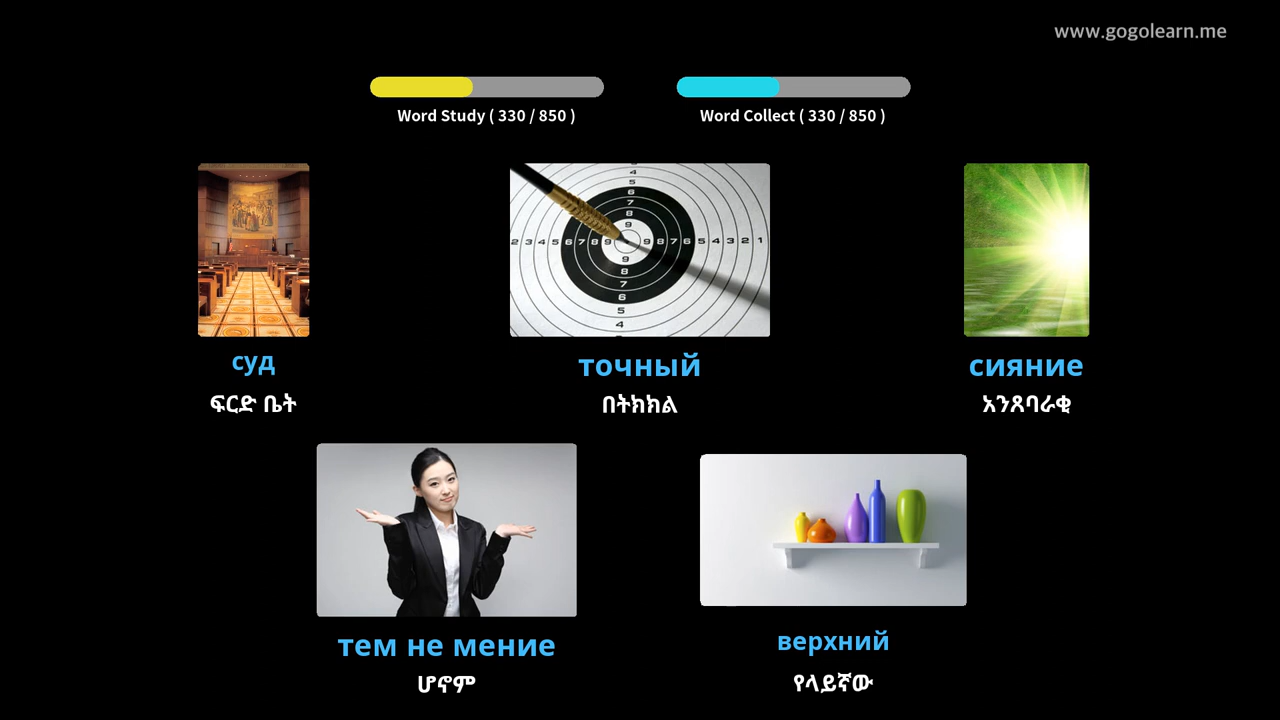 www.gogolearn.me
Word Study ( 330 / 850 )
Word Collect ( 330 / 850 )
суд
ፍርድ ቤት
точный
በትክክል
сияние
አንጸባራቂ
тем не мение
ሆኖም
верхний
የላይኛው